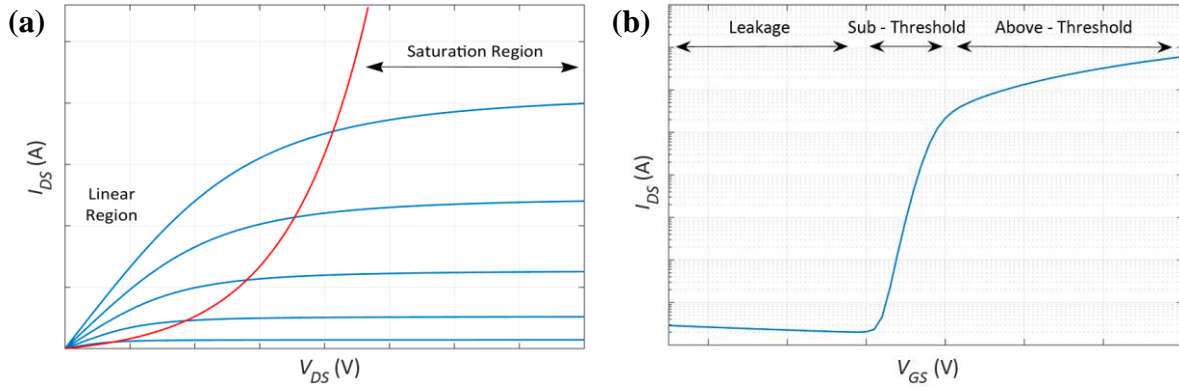 (a)
Saturation Region
Linear
Region
I_DS (A)
V_DS (V)
(b)
Leakage
Sub - Threshold
Above - Threshold
I_DS (A)
V_GS (V)